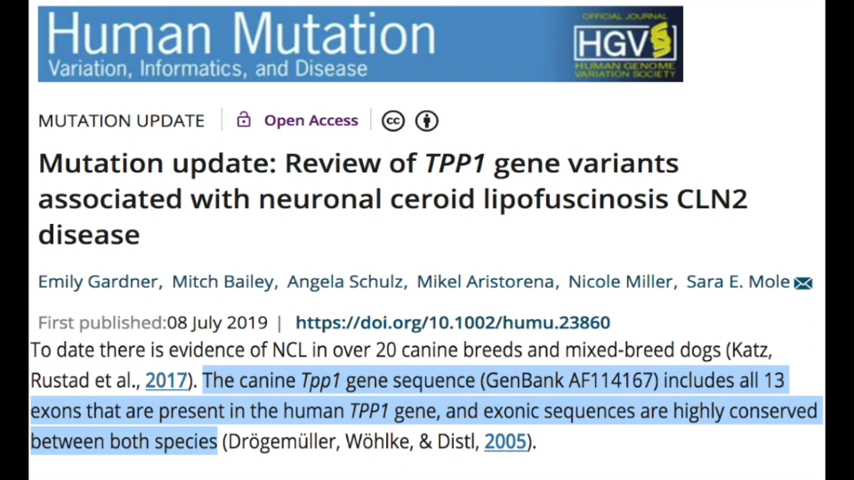 Human Mutation
Variation, Informatics, and Disease
OFFICIAL JOURNAL
HGVS
HUMAN GENOME
VARIATION SOCIETY
MUTATION UPDATE | Open Access | cc
Mutation update: Review of TPP1 gene variants
associated with neuronal ceroid lipofuscinosis CLN2
disease
Emily Gardner, Mitch Bailey, Angela Schulz, Mikel Aristorena, Nicole Miller, Sara E. Mole
First published:08 July 2019 | https://doi.org/10.1002/humu.23860
To date there is evidence of NCL in over 20 canine breeds and mixed-breed dogs (Katz,
Rustad et al., 2017). The canine Tpp1 gene sequence (GenBank AF114167) includes all 13
exons that are present in the human TPP1 gene, and exonic sequences are highly conserved
between both species (Drögemüller, Wöhlke, & Distl, 2005).